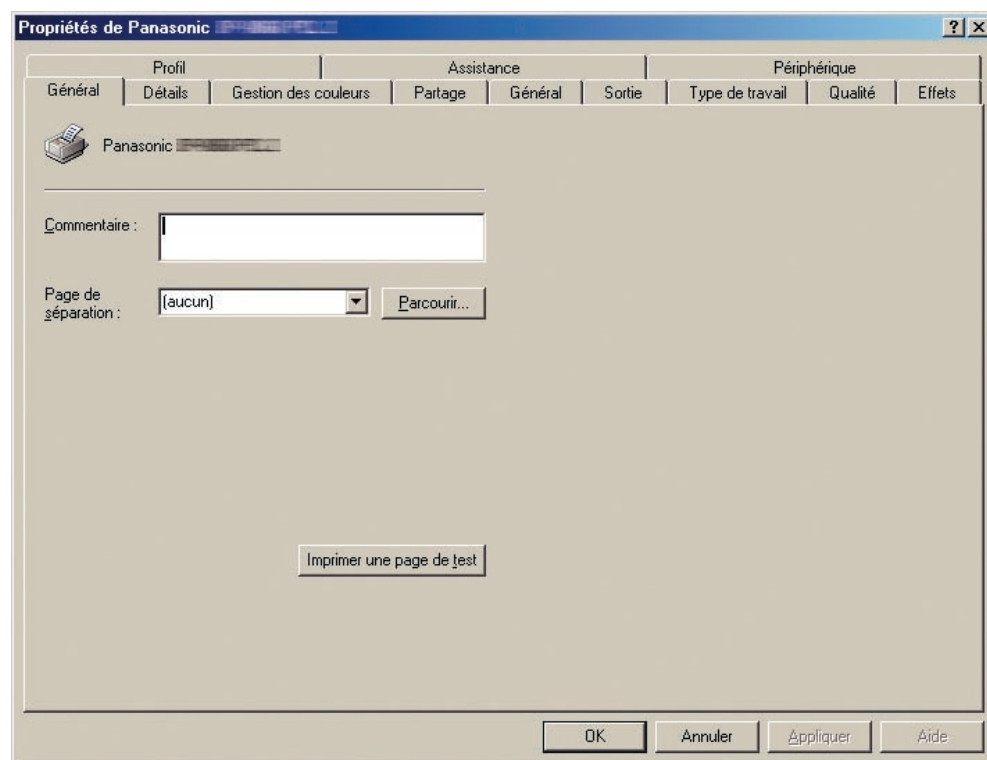 Propriétés de Panasonic
Profil Assistance Périphérique
Général Détails Gestion des couleurs Partage Général Sortie Type de travail Qualité Effets
Panasonic
Commentaire :
Page de
séparation :
(aucun)
Parcourir...
Imprimer une page de test
OK Annuler Appliquer Aide